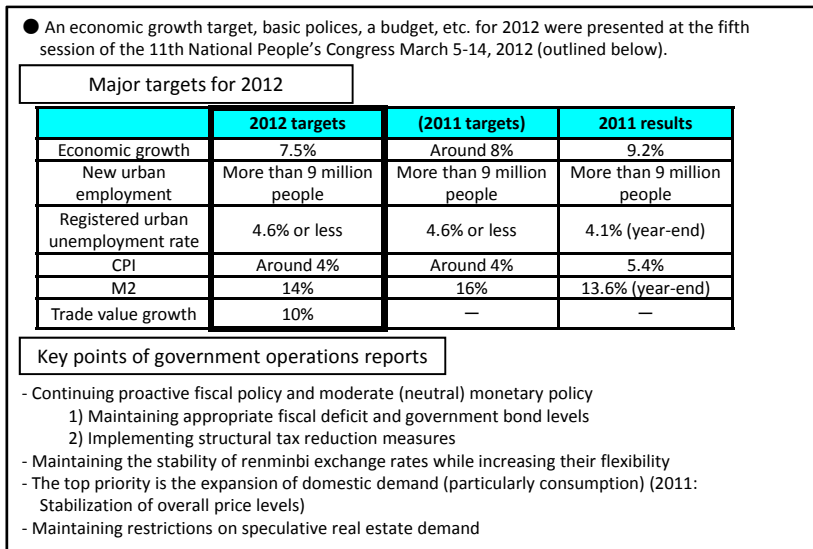 ● An economic growth target, basic polices, a budget, etc. for 2012 were presented at the fifth
session of the 11th National People's Congress March 5-14, 2012 (outlined below).
Major targets for 2012
2012 targets (2011 targets) 2011 results
Economic growth 7.5% Around 8% 9.2%
New urban employment More than 9 million people More than 9 million people More than 9 million people
Registered urban unemployment rate 4.6% or less 4.6% or less 4.1% (year-end)
CPI Around 4% Around 4% 5.4%
M2 14% 16% 13.6% (year-end)
Trade value growth 10% — —
Key points of government operations reports
- Continuing proactive fiscal policy and moderate (neutral) monetary policy
1) Maintaining appropriate fiscal deficit and government bond levels
2) Implementing structural tax reduction measures
- Maintaining the stability of renminbi exchange rates while increasing their flexibility
- The top priority is the expansion of domestic demand (particularly consumption) (2011:
Stabilization of overall price levels)
- Maintaining restrictions on speculative real estate demand